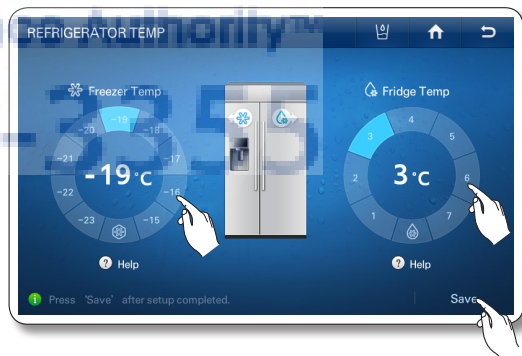 REFRIGERATOR TEMP
Authority™
Freezer Temp
Fridge Temp
-19
-20
-18
-21
-17
-22
-16
-23
-15
-19°C
4
3
5
2
6
1
7
3°C
? Help
? Help
i Press 'Save' after setup completed.
Save